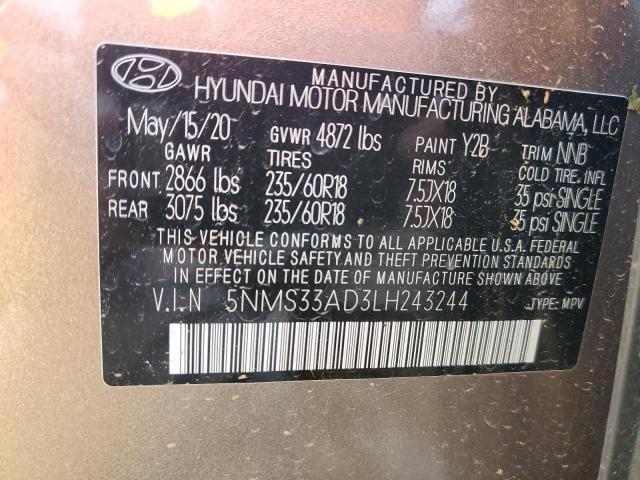 MANUFACTURED BY
HYUNDAI MOTOR MANUFACTURING ALABAMA, LLC
May/15/20 GVWR 4872 lbs PAINT Y2B TRIM NNB
GAWR TIRES RIMS COLD TIRE. INFL
FRONT 2866 lbs 235/60R18 7.5JX18 35 psi SINGLE
REAR 3075 lbs 235/60R18 7.5JX18 35 psi SINGLE
THIS VEHICLE CONFORMS TO ALL APPLICABLE U.S.A. FEDERAL
MOTOR VEHICLE SAFETY AND THEFT PREVENTION STANDARDS
IN EFFECT ON THE DATE OF MANUFACTURE SHOWN ABOVE.
V.I.N 5NMS33AD3LH243244 TYPE: MPV